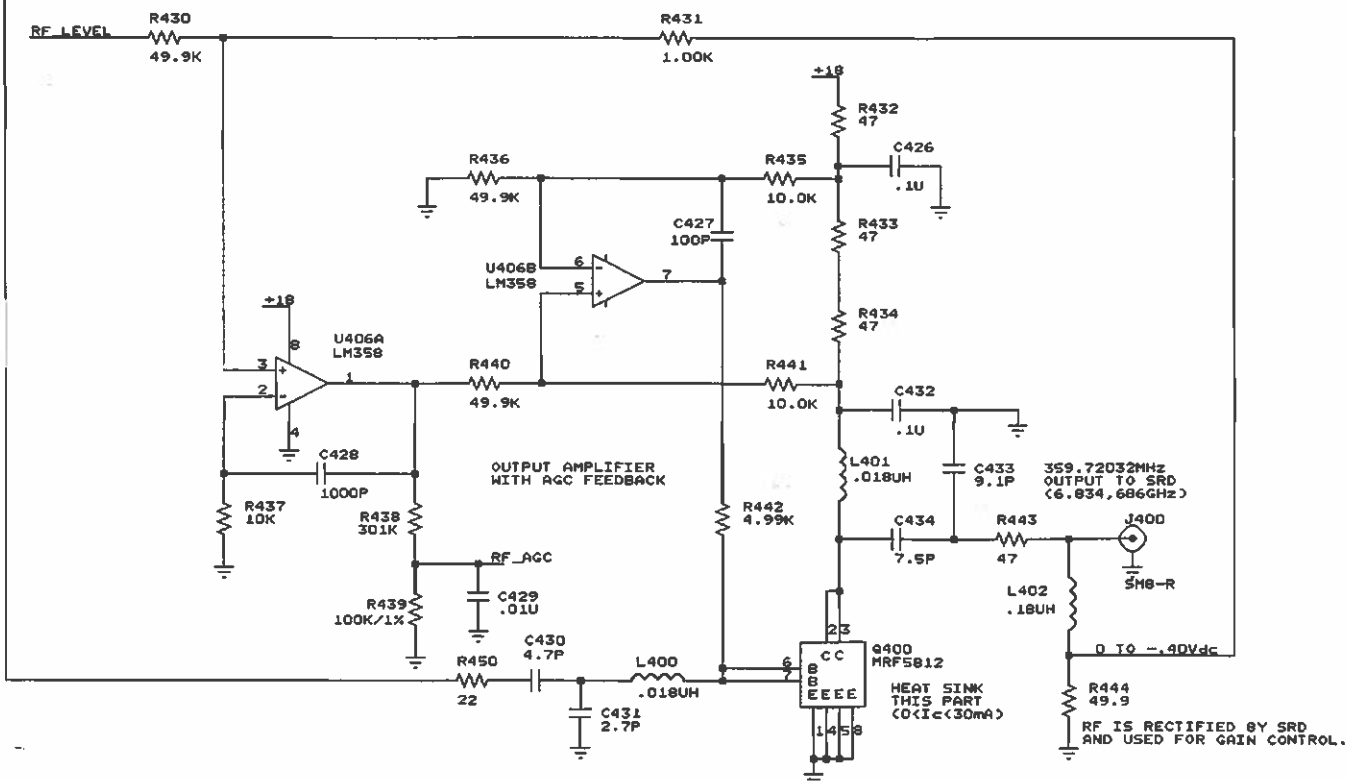 R430
RF_LEVEL
49.9K
R431
1.00K
+18
R432
47
C426
.1U
R436
49.9K
R435
10.0K
C427
100P
R433
47
U406B
LM358
6
5
7
R434
47
+18
8
U406A
LM358
3
2
1
4
R440
49.9K
R441
10.0K
C432
.1U
C428
1000P
OUTPUT AMPLIFIER
WITH AGC FEEDBACK
L401
.018UH
C433
9.1P
359.72032MHz
OUTPUT TO SRD
(6.834,686GHz)
R437
10K
R438
301K
R442
4.99K
C434
7.5P
R443
47
J400
SMB-R
RF_AGC
C429
.01U
R439
100K/1%
L402
.18UH
23
CC
Q400
MRF5812
0 TO -.40Vdc
C430
4.7P
R450
22
L400
.018UH
6
7
B
B
EEEE
HEAT SINK
THIS PART
(0<Ic<30mA)
R444
49.9
C431
2.7P
1458
RF IS RECTIFIED BY SRD
AND USED FOR GAIN CONTROL.